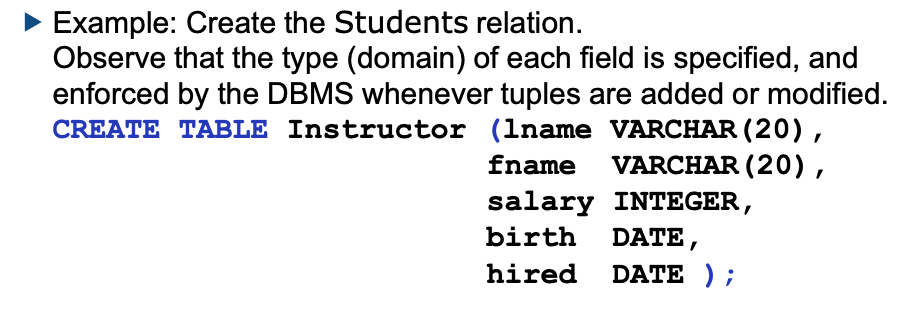 Example: Create the Students relation.
Observe that the type (domain) of each field is specified, and
enforced by the DBMS whenever tuples are added or modified.
CREATE TABLE Instructor (lname VARCHAR(20),
fname VARCHAR(20),
salary INTEGER,
birth DATE,
hired DATE );